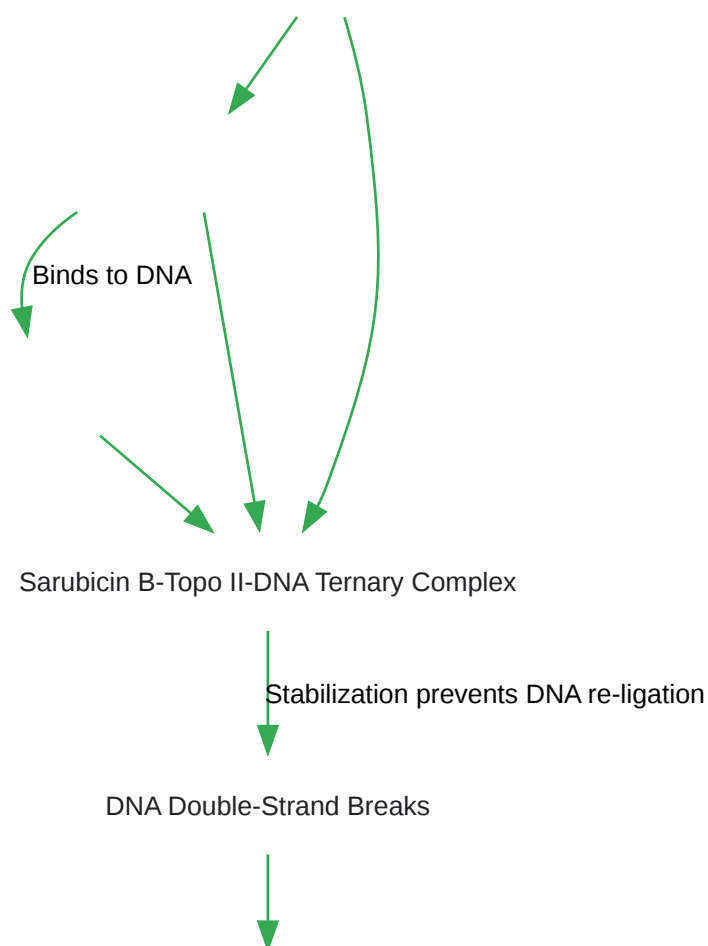 Binds to DNA
Sarubicin B-Topo II-DNA Ternary Complex
Stabilization prevents DNA re-ligation
DNA Double-Strand Breaks